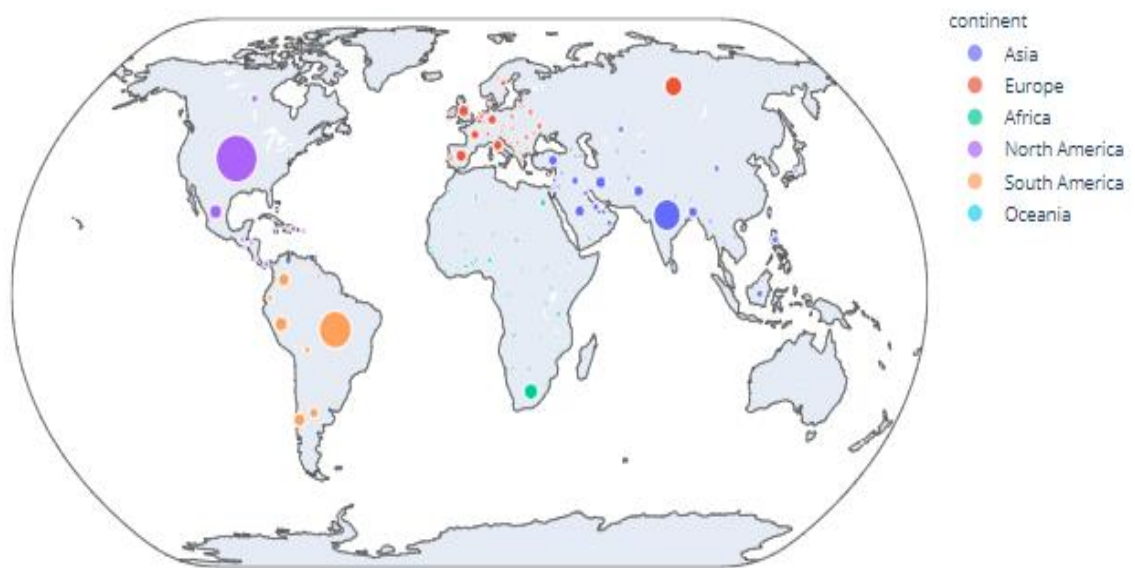 continent
Asia
Europe
Africa
North America
South America
Oceania